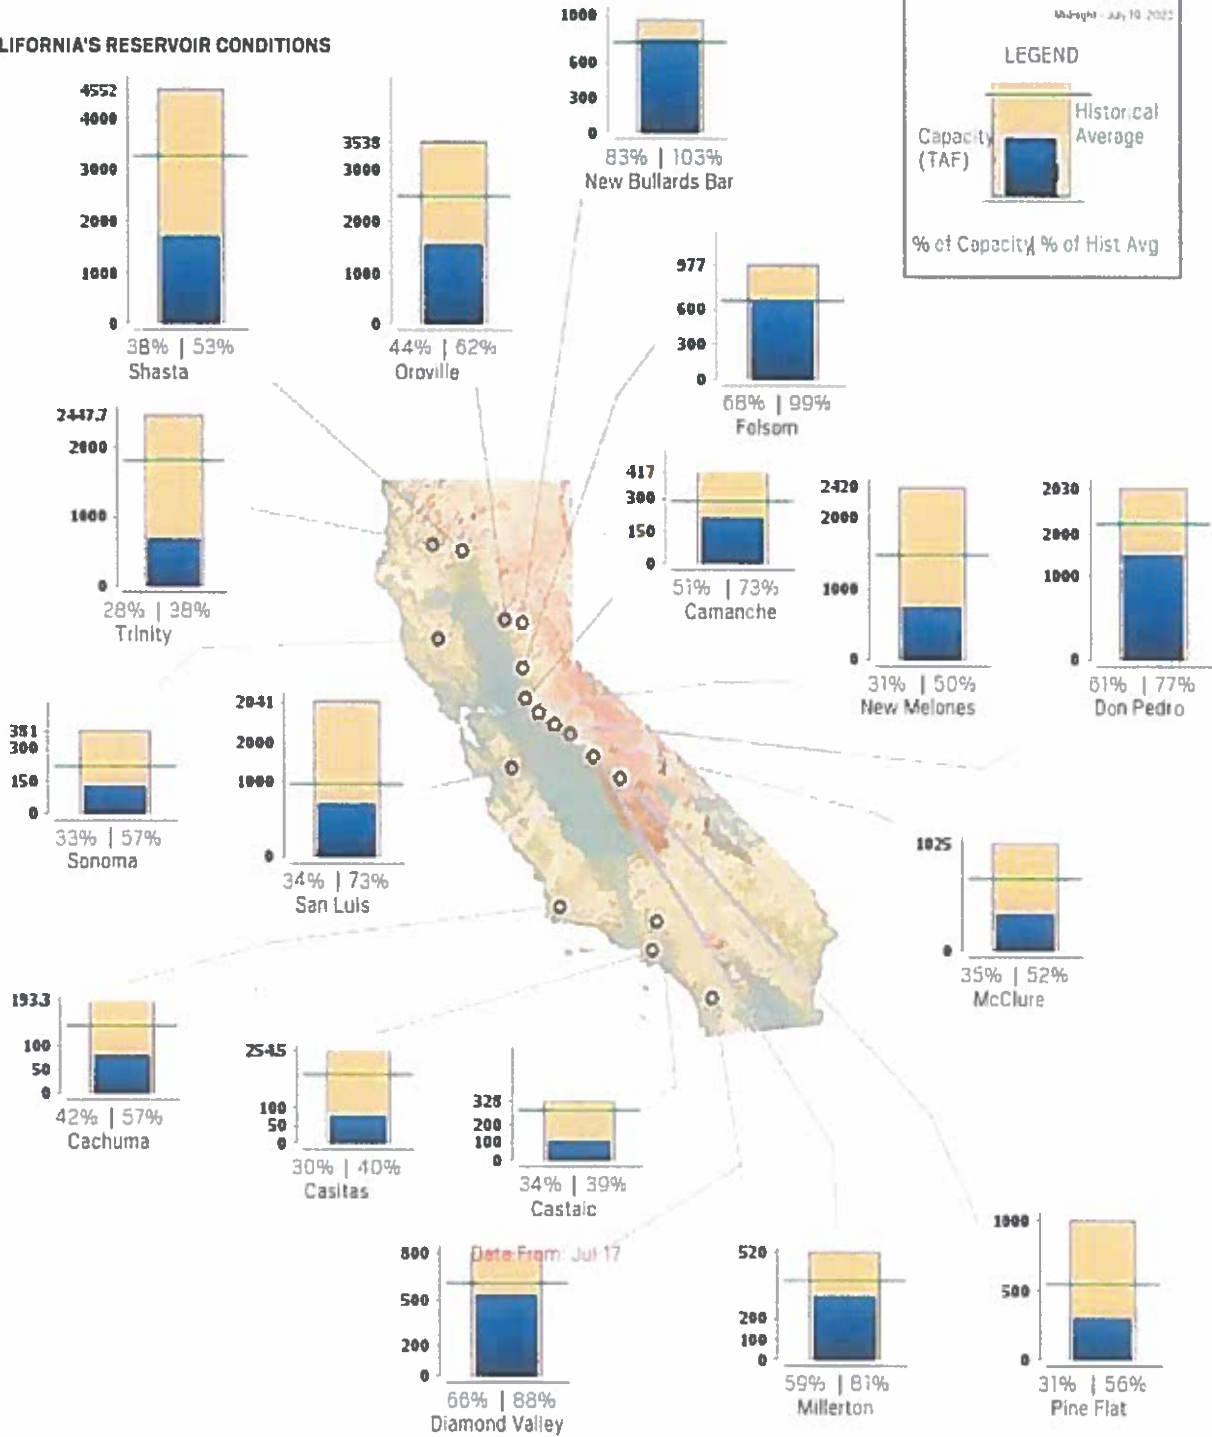 LIFORNIA'S RESERVOIR CONDITIONS
LEGEND
Capacity
(TAF)
Historical
Average
% of Capacity| % of Hist Avg
1000
600
300
0
83% | 103%
New Bullards Bar
4552
4000
3000
2000
1000
0
38% | 53%
Shasta
3538
3000
2000
1000
0
44% | 62%
Oroville
977
600
300
0
68% | 99%
Folsom
2447.7
2000
1000
0
28% | 38%
Trinity
417
300
150
0
51% | 73%
Camanche
2420
2000
1000
0
31% | 50%
New Melones
2030
2000
1000
0
61% | 77%
Don Pedro
381
300
150
0
33% | 57%
Sonoma
2041
2000
1000
0
34% | 73%
San Luis
1025
0
35% | 52%
McClure
193.3
100
50
0
42% | 57%
Cachuma
254.5
100
50
0
30% | 40%
Casitas
328
200
100
0
34% | 39%
Castaic
Data From: Jul 17
800
500
200
0
66% | 88%
Diamond Valley
520
200
100
0
59% | 81%
Millerton
1000
500
0
31% | 56%
Pine Flat